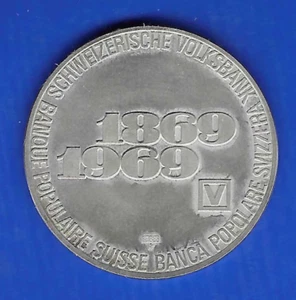 SCHWEIZERISCHE VOLKSBANK
BANCA POPOLARE SVIZZERA
BANQUE POPULAIRE SUISSE
1869
1969
V